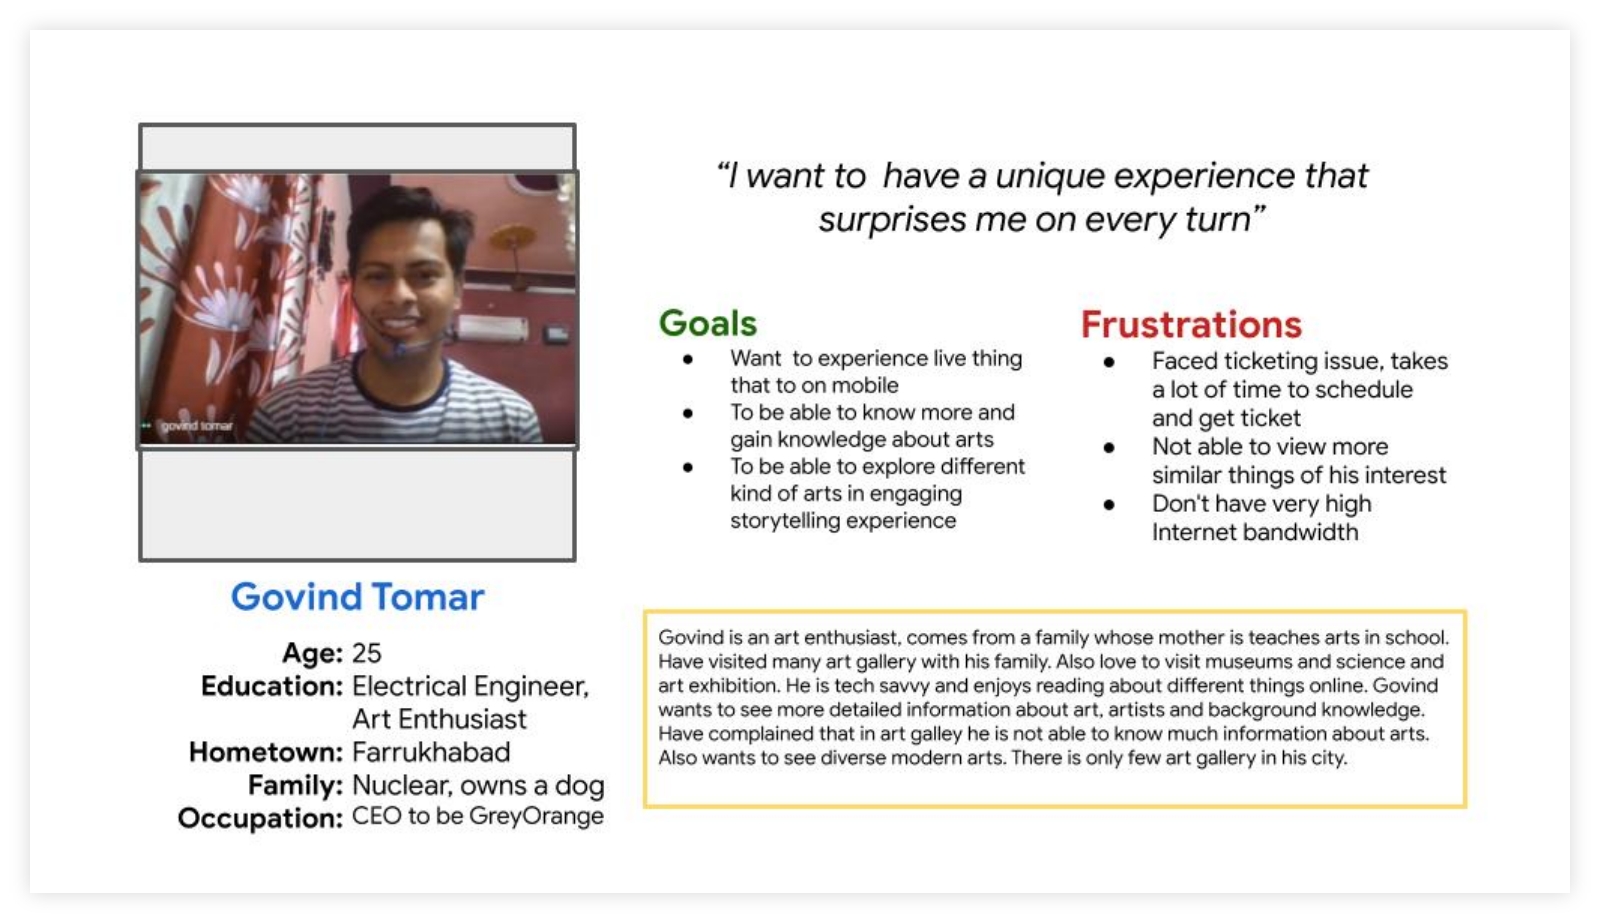 “I want to  have a unique experience that
surprises me on every turn”
govind tomar
Goals
● Want  to experience live thing
that to on mobile
● To be able to know more and
gain knowledge about arts
● To be able to explore different
kind of arts in engaging
storytelling experience
Frustrations
● Faced ticketing issue, takes
a lot of time to schedule
and get ticket
● Not able to view more
similar things of his interest
● Don't have very high
Internet bandwidth
Govind Tomar
Age: 25
Education: Electrical Engineer,
Art Enthusiast
Hometown: Farrukhabad
Family: Nuclear, owns a dog
Occupation: CEO to be GreyOrange
Govind is an art enthusiast, comes from a family whose mother is teaches arts in school.
Have visited many art gallery with his family. Also love to visit museums and science and
art exhibition. He is tech savvy and enjoys reading about different things online. Govind
wants to see more detailed information about art, artists and background knowledge.
Have complained that in art galley he is not able to know much information about arts.
Also wants to see diverse modern arts. There is only few art gallery in his city.